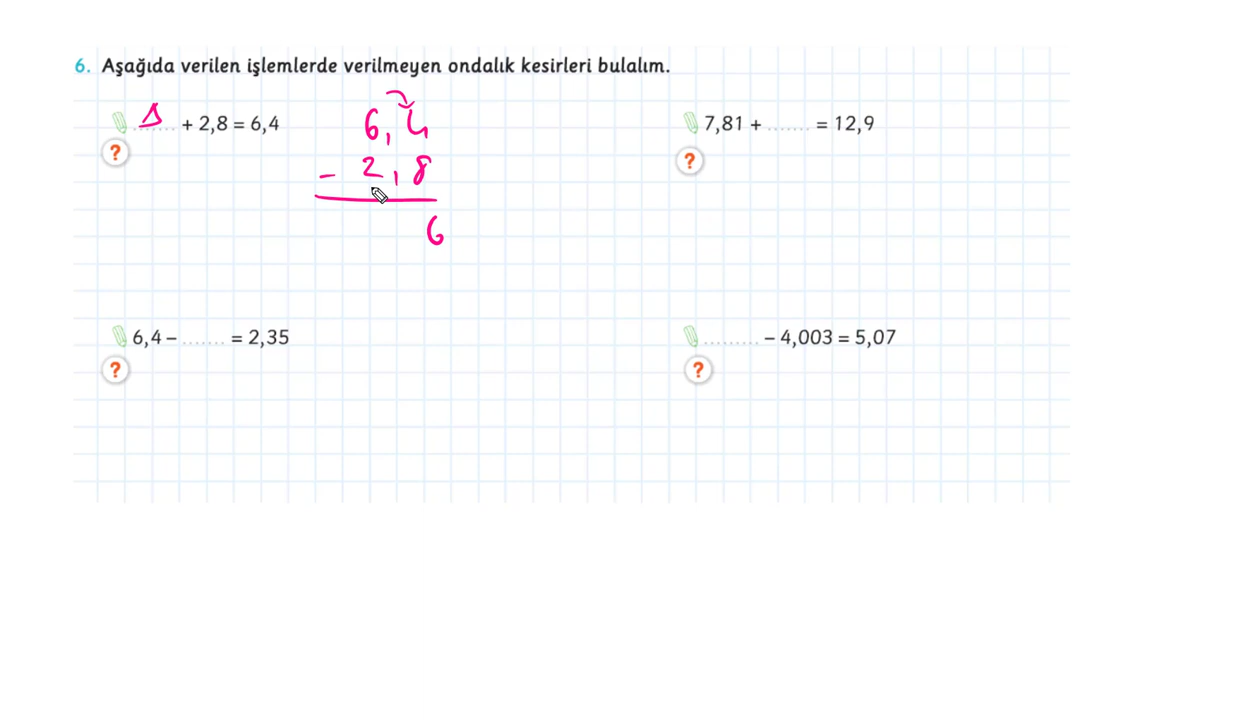 6. Aşağıda verilen işlemlerde verilmeyen ondalık kesirleri bulalım.
Δ + 2,8 = 6,4
6,4
- 2,8
6
?
7,81 + ....... = 12,9
?
6,4 – ....... = 2,35
?
......... – 4,003 = 5,07
?